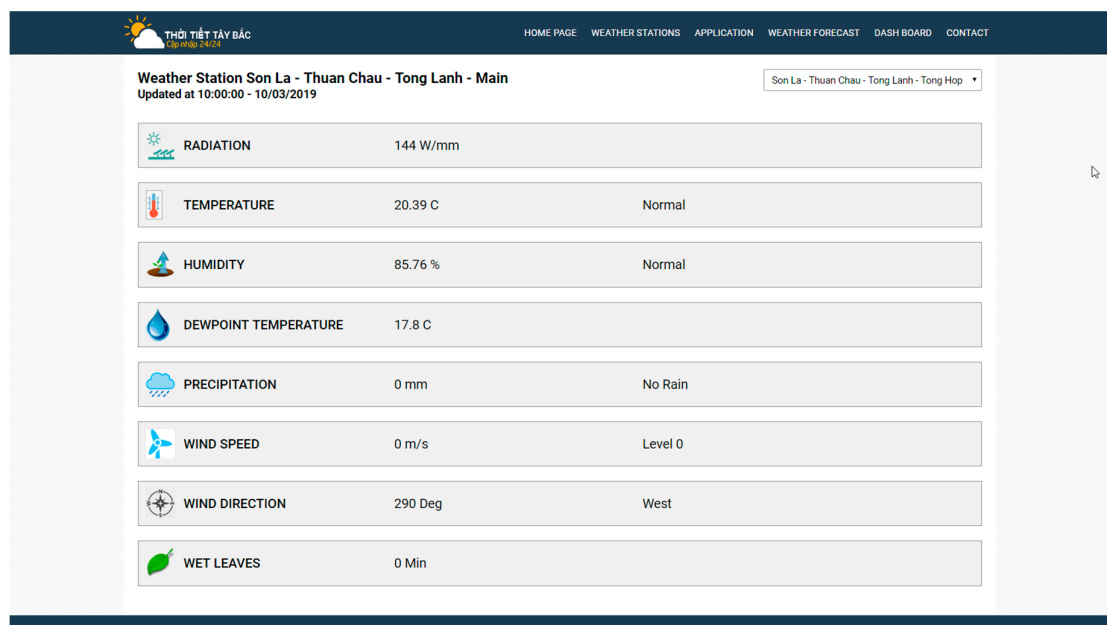 THỜI TIẾT TÂY BẮC
Cập nhập 24/24
HOME PAGE WEATHER STATIONS APPLICATION WEATHER FORECAST DASH BOARD CONTACT
Weather Station Son La - Thuan Chau - Tong Lanh - Main
Updated at 10:00:00 - 10/03/2019
Son La - Thuan Chau - Tong Lanh - Tong Hop
RADIATION 144 W/mm
TEMPERATURE 20.39 C Normal
HUMIDITY 85.76 % Normal
DEWPOINT TEMPERATURE 17.8 C
PRECIPITATION 0 mm No Rain
WIND SPEED 0 m/s Level 0
WIND DIRECTION 290 Deg West
WET LEAVES 0 Min